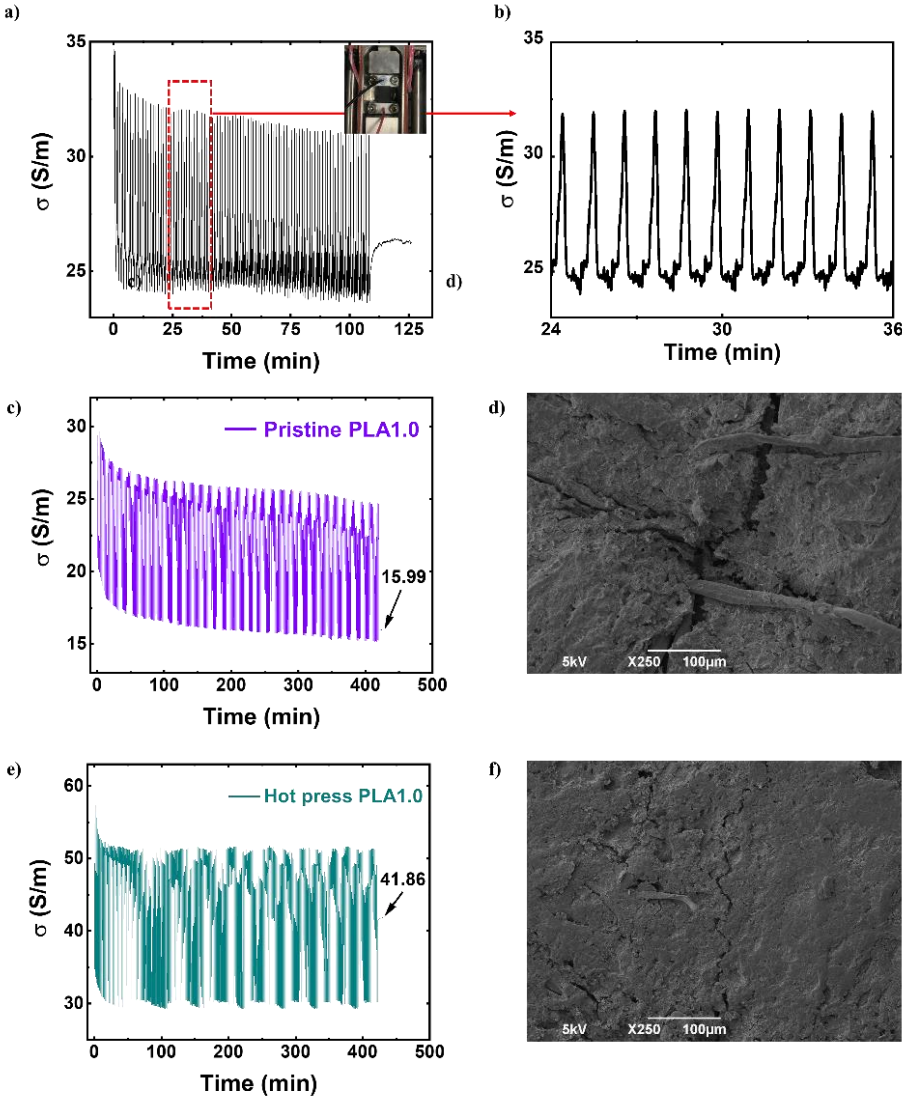 a)
b)
35
30
25
σ (S/m)
0 25 50 75 100 125
Time (min)
c)
d)
35
30
25
σ (S/m)
24 30 36
Time (min)
c)
Pristine PLA1.0
30
25
20
15
σ (S/m)
15.99
0 100 200 300 400 500
Time (min)
d)
5kV X250 100µm
e)
Hot press PLA1.0
60
50
40
30
σ (S/m)
41.86
0 100 200 300 400 500
Time (min)
f)
5kV X250 100µm